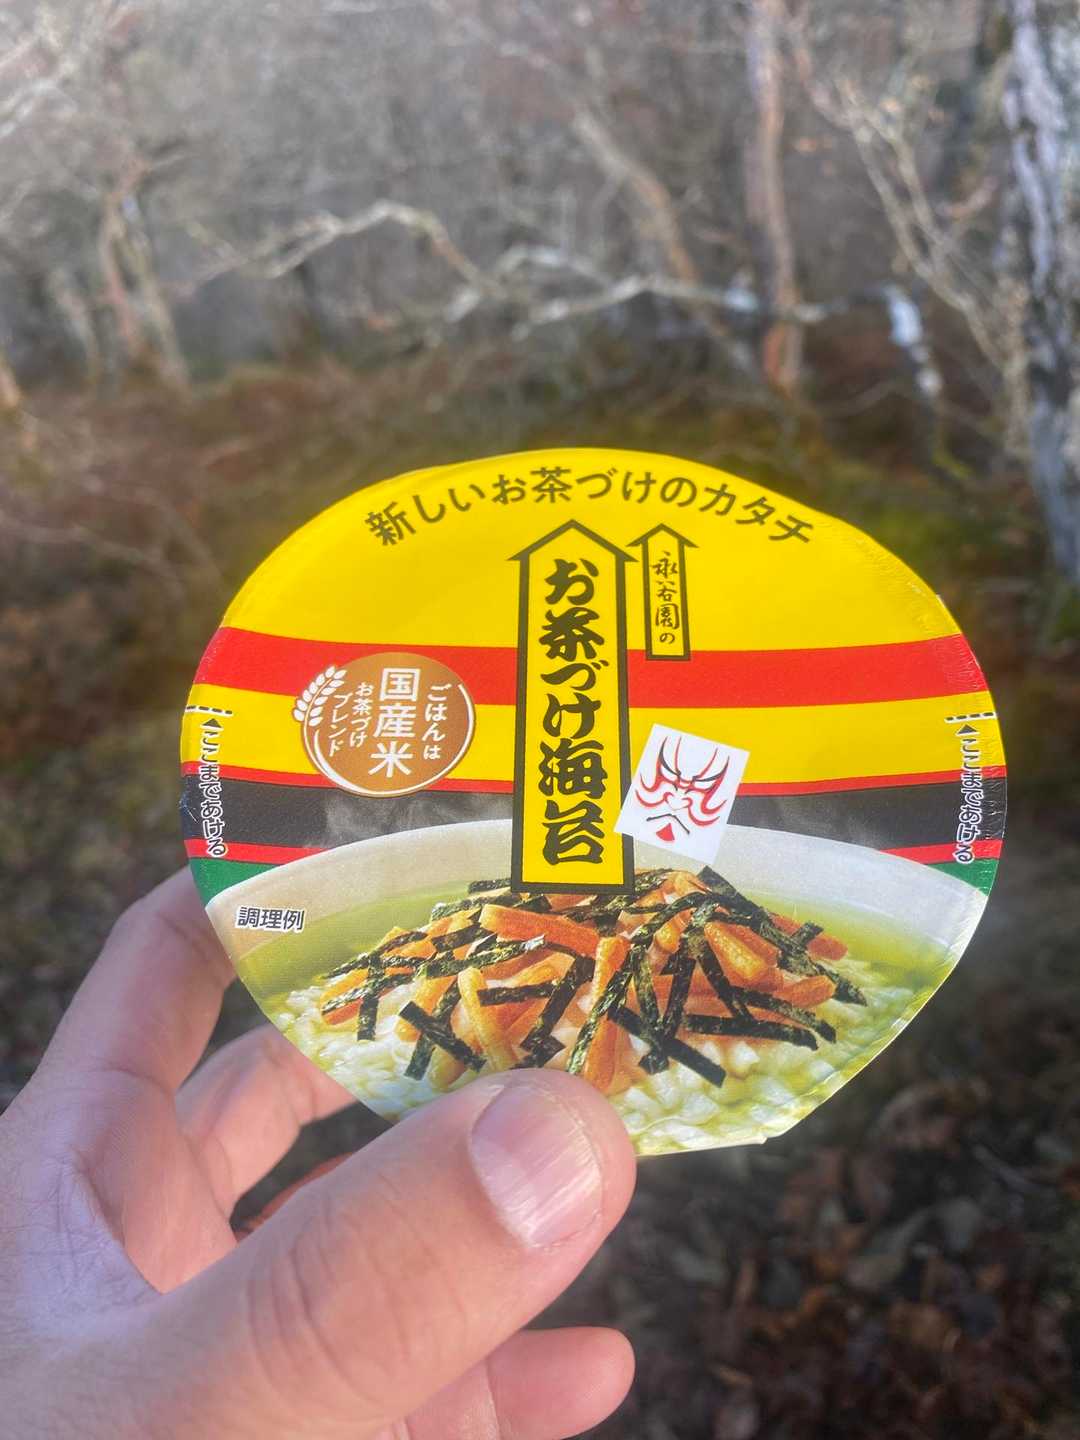 新しいお茶づけのカタチ
永谷園の
お茶づけ海苔
ごはんは
国産米
お茶づけ
ブレンド
ここまであける
ここまであける
調理例